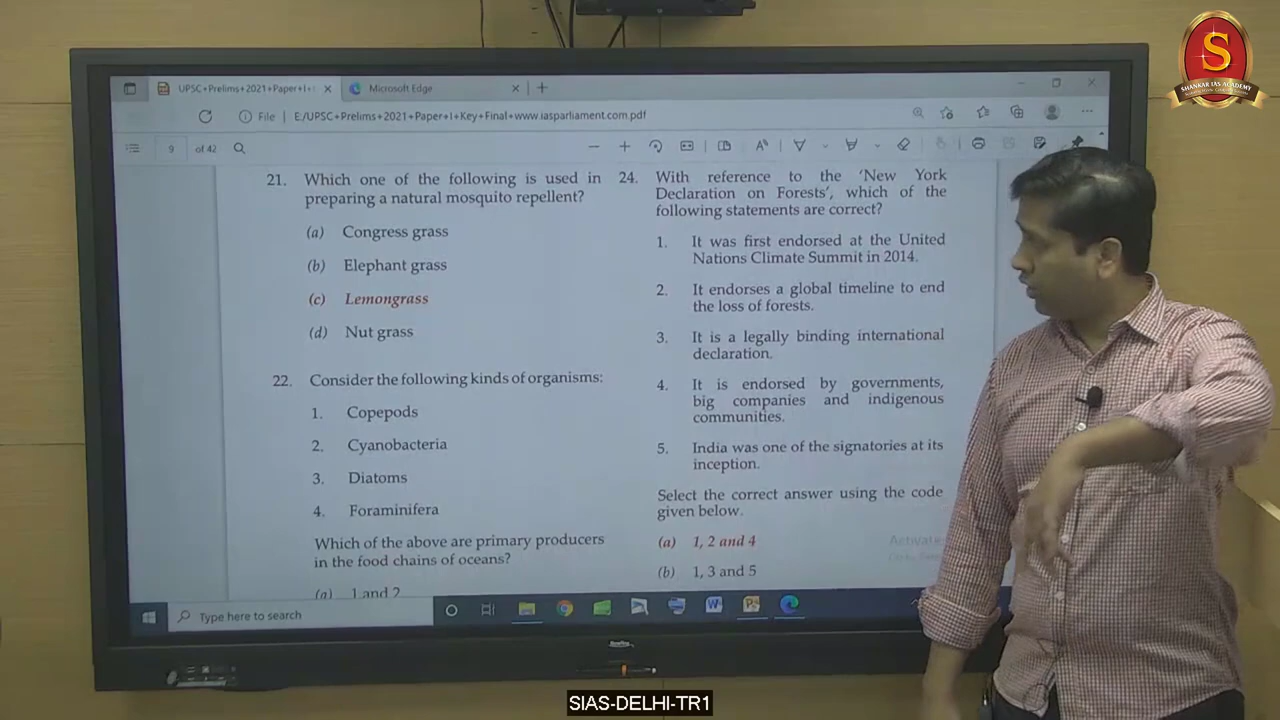 UPSC+Prelims+2021+Paper+I+
Microsoft Edge
File
E:/UPSC+Prelims+2021+Paper+I+Key+Final+www.iasparliament.com.pdf
9 of 42
21. Which one of the following is used in
preparing a natural mosquito repellent?
(a) Congress grass
(b) Elephant grass
(c) Lemongrass
(d) Nut grass
22. Consider the following kinds of organisms:
1. Copepods
2. Cyanobacteria
3. Diatoms
4. Foraminifera
Which of the above are primary producers
in the food chains of oceans?
(a) 1 and 2
24. With reference to the 'New York
Declaration on Forests', which of the
following statements are correct?
1. It was first endorsed at the United
Nations Climate Summit in 2014.
2. It endorses a global timeline to end
the loss of forests.
3. It is a legally binding international
declaration.
4. It is endorsed by governments,
big companies and indigenous
communities.
5. India was one of the signatories at its
inception.
Select the correct answer using the code
given below.
(a) 1, 2 and 4
(b) 1, 3 and 5
Activate
Type here to search
S
SHANKAR IAS ACADEMY
SIAS-DELHI-TR1